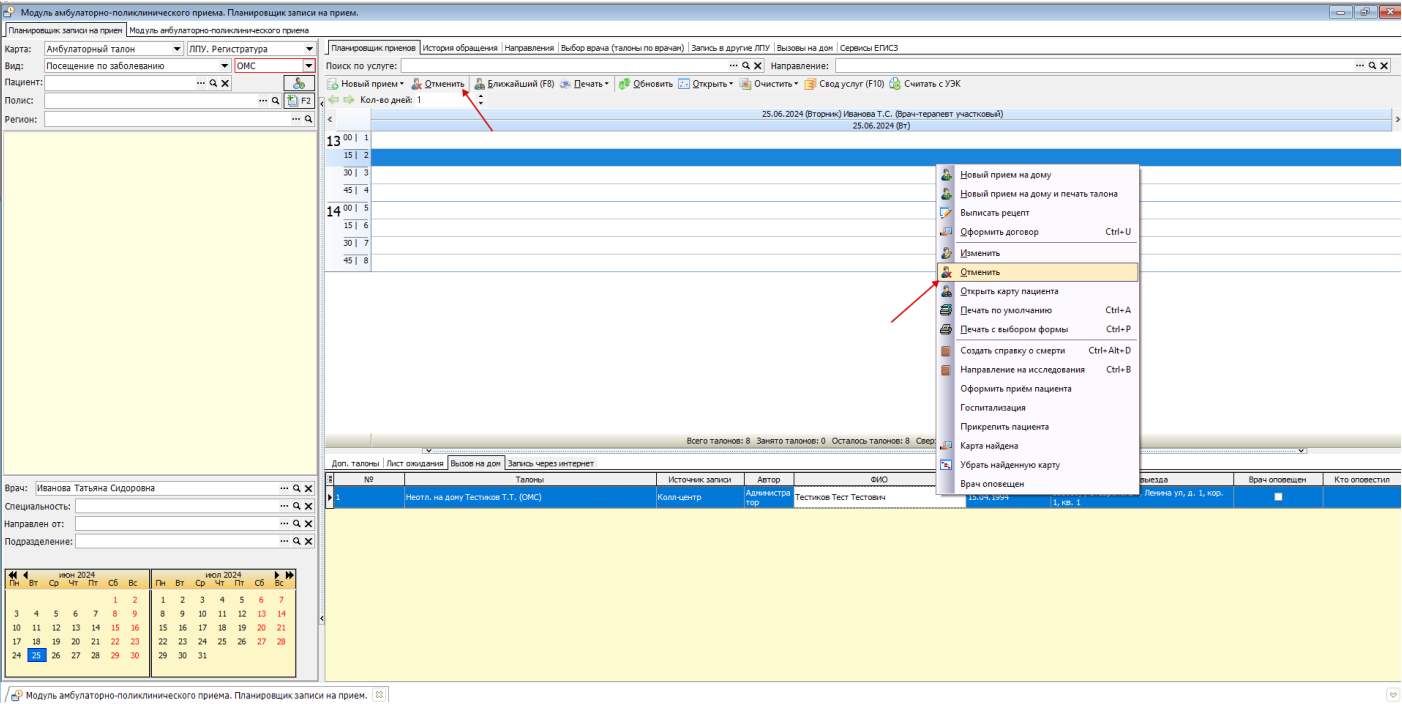 Модуль амбулаторно-поликлинического приема. Планировщик записи на прием.
Планировщик записи на прием Модуль амбулаторно-поликлинического приема
Карта: Амбулаторный талон ЛПУ. Регистратура
Вид: Посещение по заболеванию ОМС
Пациент:
Полис: F2
Регион:
Планировщик приемов История обращения Направления Выбор врача (талоны по врачам) Запись в другие ЛПУ Вызовы на дом Сервисы ЕГИСЗ
Поиск по услуге: Направление:
Новый прием Отменить Ближайший (F8) Печать Обновить Открыть Очистить Свод услуг (F10) Считать с УЭК
Кол-во дней: 1
25.06.2024 (Вторник) Иванова Т.С. (Врач-терапевт участковый)
25.06.2024 (Вт)
13 00 | 1
15 | 2
30 | 3
45 | 4
14 00 | 5
15 | 6
30 | 7
45 | 8
Новый прием на дому
Новый прием на дому и печать талона
Выписать рецепт
Оформить договор Ctrl+U
Изменить
Отменить
Открыть карту пациента
Печать по умолчанию Ctrl+A
Печать с выбором формы Ctrl+P
Создать справку о смерти Ctrl+Alt+D
Направление на исследования Ctrl+B
Оформить приём пациента
Госпитализация
Прикрепить пациента
Карта найдена
Убрать найденную карту
Врач оповещен
Всего талонов: 8 Занято талонов: 0 Осталось талонов: 8
Доп. талоны Лист ожидания Вызов на дом Запись через интернет
№ Талоны Источник записи Автор ФИО выезда Врач оповещен Кто оповестил
1 Неотл. на дому Тестиков Т.Т. (ОМС) Колл-центр Администра
тор Тестиков Тест Тестович 15.04.1994 Ленина ул, д. 1, кор.
1, кв. 1
Врач: Иванова Татьяна Сидоровна
Специальность:
Направлен от:
Подразделение:
июн 2024
Пн Вт Ср Чт Пт Сб Вс
1 2
3 4 5 6 7 8 9
10 11 12 13 14 15 16
17 18 19 20 21 22 23
24 25 26 27 28 29 30
июл 2024
Пн Вт Ср Чт Пт Сб Вс
1 2 3 4 5 6 7
8 9 10 11 12 13 14
15 16 17 18 19 20 21
22 23 24 25 26 27 28
29 30 31
Модуль амбулаторно-поликлинического приема. Планировщик записи на прием.